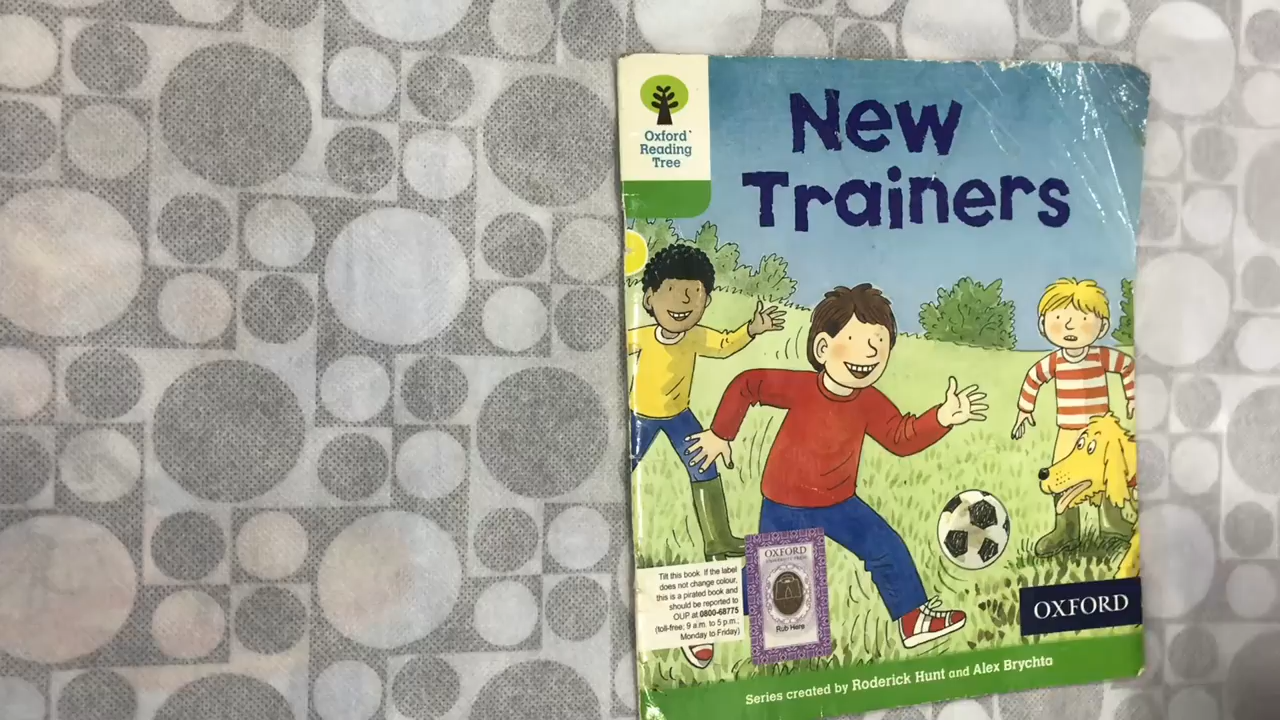 Oxford
Reading
Tree
New
Trainers
Tilt this book. If the label
does not change colour,
this is a pirated book and
should be reported to
OUP at 0800-68775
(toll-free; 9 a.m. to 5 p.m.;
Monday to Friday)
OXFORD
UNIVERSITY PRESS
Rub Here
OXFORD
Series created by Roderick Hunt and Alex Brychta